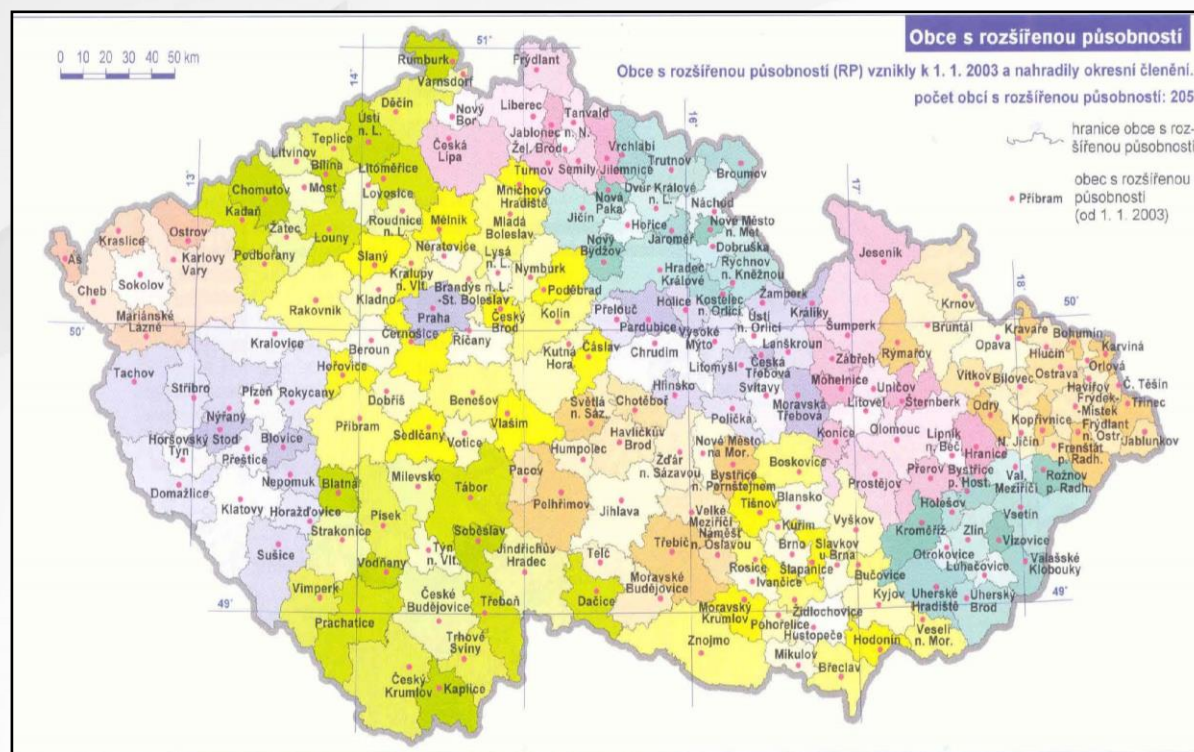 Obce s rozšířenou působností
Obce s rozšířenou působností (RP) vznikly k 1. 1. 2003 a nahradily okresní členění.
počet obcí s rozšířenou působností: 205
hranice obce s roz-
šířenou působností
obec s rozšířenou
Příbram působností
(od 1. 1. 2003)
0 10 20 30 40 50 km
51
14
16
13
17
18
50
50
49
49
Rumburk
Varnsdorf
Frýdlant
Děčín
Nový
Bor
Liberec
Tanvald
Jablonec n. N.
Žel. Brod
Ústí
n. L.
Teplice
Litvínov
Bílina
Most
Česká
Lípa
Turnov
Semily
Jilemnice
Vrchlabí
Trutnov
Broumov
Litoměřice
Lovosice
Roudnice
n. L.
Chomutov
Kadaň
Žatec
Louny
Podbořany
Mělník
Mnichovo
Hradiště
Mladá
Boleslav
Jičín
Nová
Paka
Dvůr Králové
n. L.
Hořice
Jaroměř
Náchod
Nové Město
n. Met
Dobruška
Rychnov
n. Kněžnou
Nový
Bydžov
Hradec
Králové
Kostelec
n. Orlicí
Žamberk
Králíky
Jeseník
Kraslice
Ostrov
Aš
Karlovy
Vary
Sokolov
Cheb
Mariánské
Lázně
Slaný
Neratovice
Kralupy
n. Vlt.
Kladno
Rakovník
Lysá
n. L.
Brandýs
n. L.-
-St. Boleslav
Nymburk
Poděbrad
Český
Brod
Kolín
Praha
Černošice
Říčany
Beroun
Hořovice
Kralovice
Kutná
Hora
Čáslav
Přelouč
Pardubice
Holice
Chrudim
Vysoké
Mýto
Ústí
n. Orlicí
Lanškroun
Česká
Třebová
Litomyšl
Svitavy
Moravská
Třebová
Hlinsko
Polička
Šumperk
Zábřeh
Mohelnice
Uničov
Litovel
Šternberk
Olomouc
Konice
Prostějov
Přerov
Lipník
n. Beč.
Hranice
Krnov
Bruntál
Rýmařov
Opava
Kravaře
Hlučín
Bohumín
Karviná
Orlová
Ostrava
Havířov
Č. Těšín
Třinec
Vítkov
Bílovec
Odry
Kopřivnice
N.
Jičín
Frýdek-
-Místek
Frýdlant
n. Ostr.
Frenštát
p. Radh.
Jablunkov
Tachov
Stříbro
Plzeň
Rokycany
Nýřany
Horšovský
Týn
Stod
Blovice
Přeštice
Domažlice
Klatovy
Nepomuk
Horažďovice
Sušice
Dobříš
Příbram
Benešov
Sedlčany
Votice
Vlašim
Světlá
n. Sáz.
Chotěboř
Havlíčkův
Brod
Humpolec
Žďár
n. Sázavou
Nové Město
na Mor.
Bystřice
n. Pernštejnem
Pacov
Pelhřimov
Jihlava
Velké
Meziříčí
Náměšť
n. Oslavou
Třebíč
Telč
Moravské
Budějovice
Blatná
Milevsko
Tábor
Písek
Soběslav
Strakonice
Týn
n. Vlt.
Vodňany
Vimperk
Prachatice
České
Budějovice
Jindřichův
Hradec
Dačice
Třeboň
Trhové
Sviny
Český
Krumlov
Kaplice
Boskovice
Blansko
Tišnov
Kuřim
Brno
Vyškov
Slavkov
u Brna
Rosice
Ivančice
Šlapanice
Bučovice
Židlochovice
Pohořelice
Hustopeče
Moravský
Krumlov
Znojmo
Mikulov
Břeclav
Kyjov
Hodonín
Veselí
n. Mor.
Bystřice
p. Host.
Holešov
Kroměříž
Zlín
Otrokovice
Luhačovice
Uherské
Hradiště
Uherský
Brod
Val.
Meziříčí
Rožnov
p. Radh.
Vsetín
Vizovice
Valašské
Klobouky